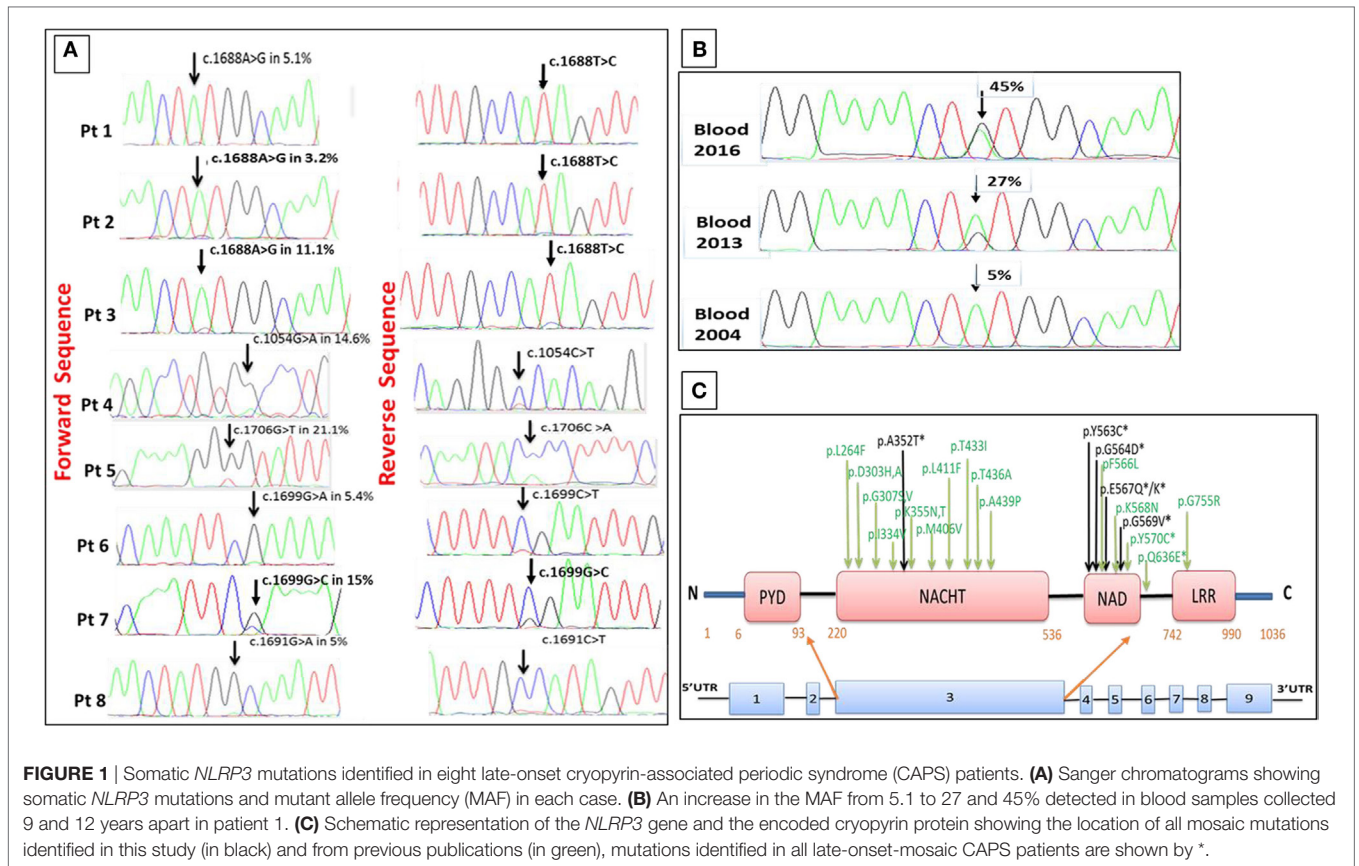 A
Forward Sequence
Reverse Sequence
c.1688A>G in 5.1%
c.1688T>C
Pt 1
c.1688A>G in 3.2%
c.1688T>C
Pt 2
c.1688A>G in 11.1%
c.1688T>C
Pt 3
c.1054G>A in 14.6%
c.1054C>T
Pt 4
c.1706G>T in 21.1%
c.1706C >A
Pt 5
c.1699G>A in 5.4%
c.1699C>T
Pt 6
c.1699G>C in 15%
c.1699G>C
Pt 7
c.1691G>A in 5%
c.1691C>T
Pt 8
B
45%
Blood
2016
27%
Blood
2013
5%
Blood
2004
C
p.L264F
p.D303H,A
p.G307S,V
p.I334V
p.A352T*
p.K355N,T
p.M406V
p.L411F
p.T433I
p.T436A
p.A439P
p.Y563C*
p.G564D*
pF566L
p.E567Q*/K*
p.K568N
p.G569V*
p.Y570C*
p.Q636E*
p.G755R
N PYD NACHT NAD LRR C
1 6 93 220 536 742 990 1036
5'UTR 1 2 3 4 5 6 7 8 9 3'UTR
FIGURE 1 | Somatic NLRP3 mutations identified in eight late-onset cryopyrin-associated periodic syndrome (CAPS) patients. (A) Sanger chromatograms showing
somatic NLRP3 mutations and mutant allele frequency (MAF) in each case. (B) An increase in the MAF from 5.1 to 27 and 45% detected in blood samples collected
9 and 12 years apart in patient 1. (C) Schematic representation of the NLRP3 gene and the encoded cryopyrin protein showing the location of all mosaic mutations
identified in this study (in black) and from previous publications (in green), mutations identified in all late-onset-mosaic CAPS patients are shown by *.